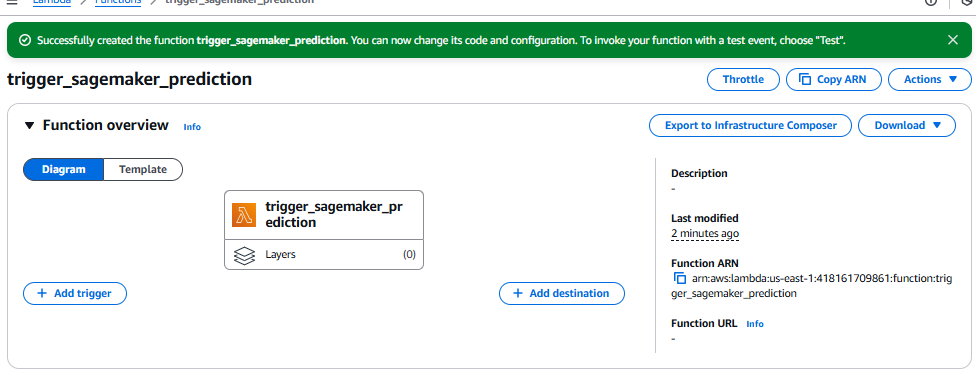 Lambda
Functions
trigger_sagemaker_prediction
Successfully created the function trigger_sagemaker_prediction. You can now change its code and configuration. To invoke your function with a test event, choose "Test".
trigger_sagemaker_prediction
Throttle
Copy ARN
Actions
Function overview
Info
Export to Infrastructure Composer
Download
Diagram
Template
trigger_sagemaker_pr
ediction
Layers
(0)
+ Add trigger
+ Add destination
Description
-
Last modified
2 minutes ago
Function ARN
arn:aws:lambda:us-east-1:418161709861:function:trig
ger_sagemaker_prediction
Function URL Info
-